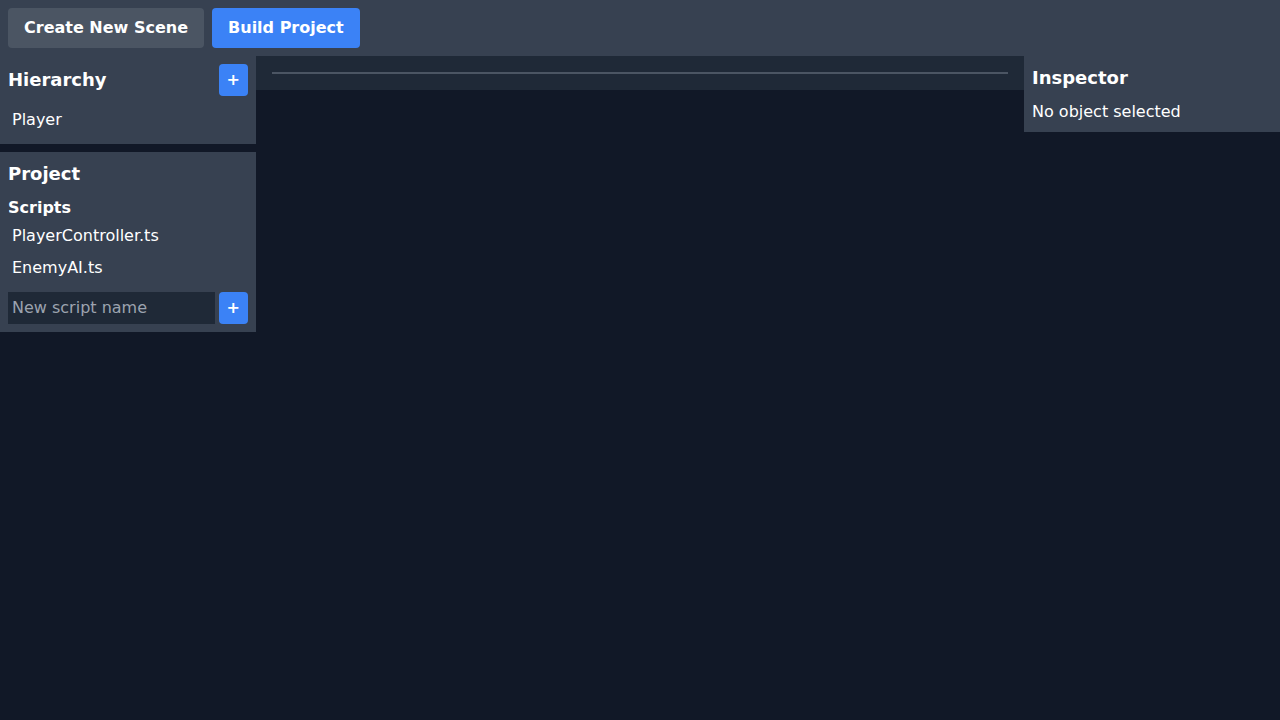 Create New Scene
Build Project
Hierarchy
+
Player
Project
Scripts
PlayerController.ts
EnemyAI.ts
New script name
+
Inspector
No object selected